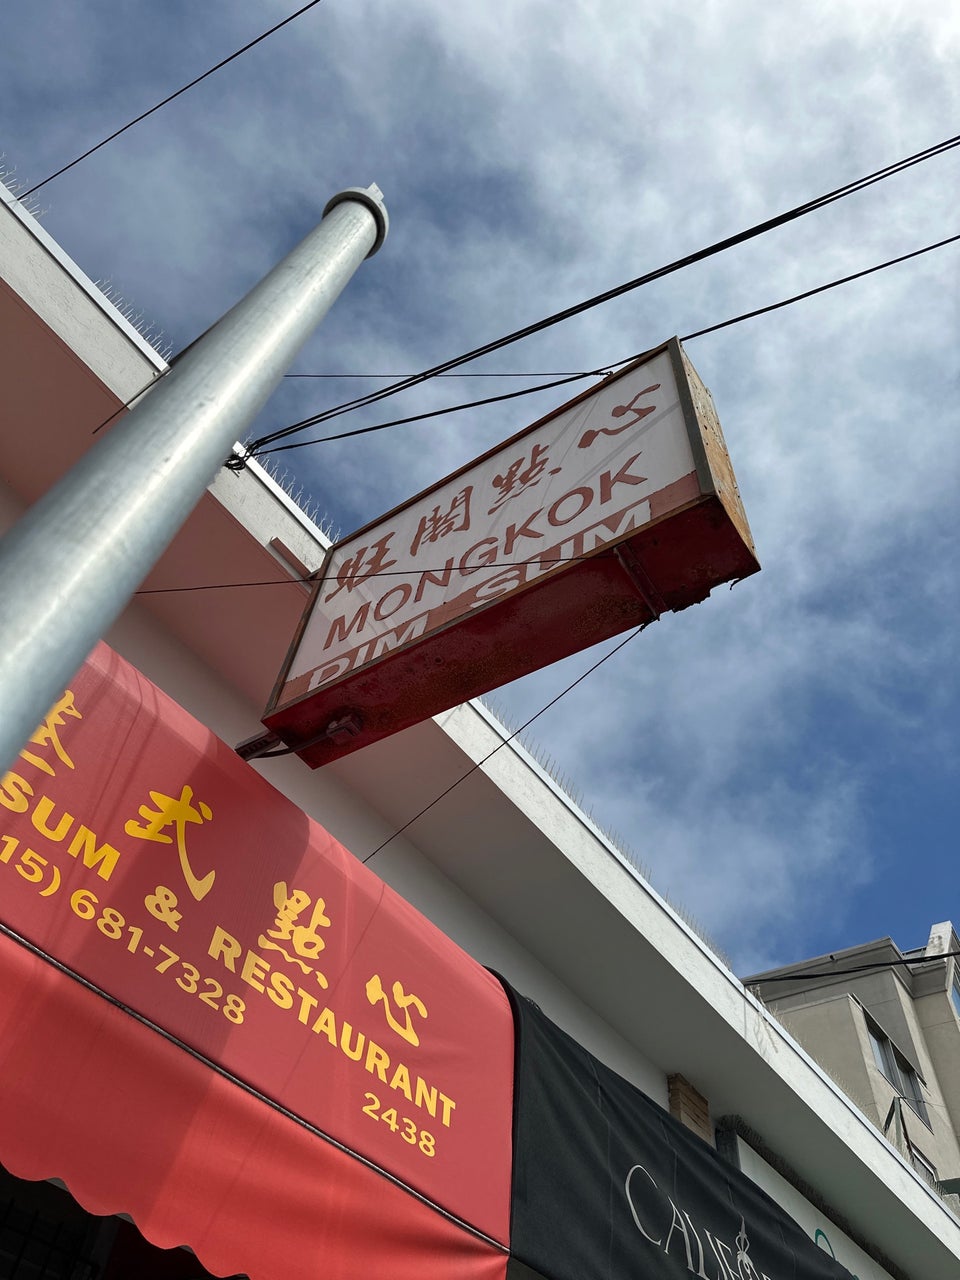 旺閣點心
MONGKOK
DIM SUM
式點心
SUM & RESTAURANT
15) 681-7328
2438